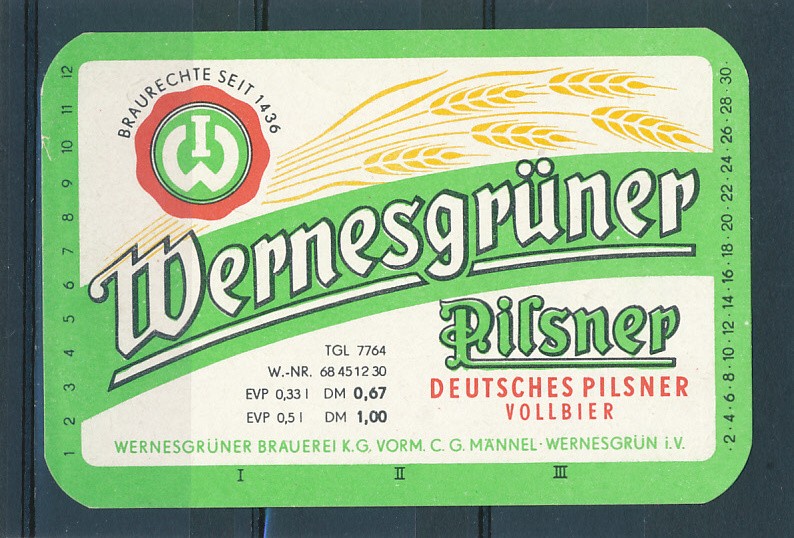 BRAURECHTE SEIT 1436
W I
Wernesgrüner
Pilsner
DEUTSCHES PILSNER
VOLLBIER
TGL 7764
W.-NR. 68 45 12 30
EVP 0,33 l DM 0,67
EVP 0,5 l DM 1,00
WERNESGRÜNER BRAUEREI K.G. VORM. C. G. MÄNNEL · WERNESGRÜN i.V.
I II III
1 2 3 4 5 6 7 8 9 10 11 12
· 2 · 4 · 6 · 8 · 10 · 12 · 14 · 16 · 18 · 20 · 22 · 24 · 26 · 28 · 30 ·